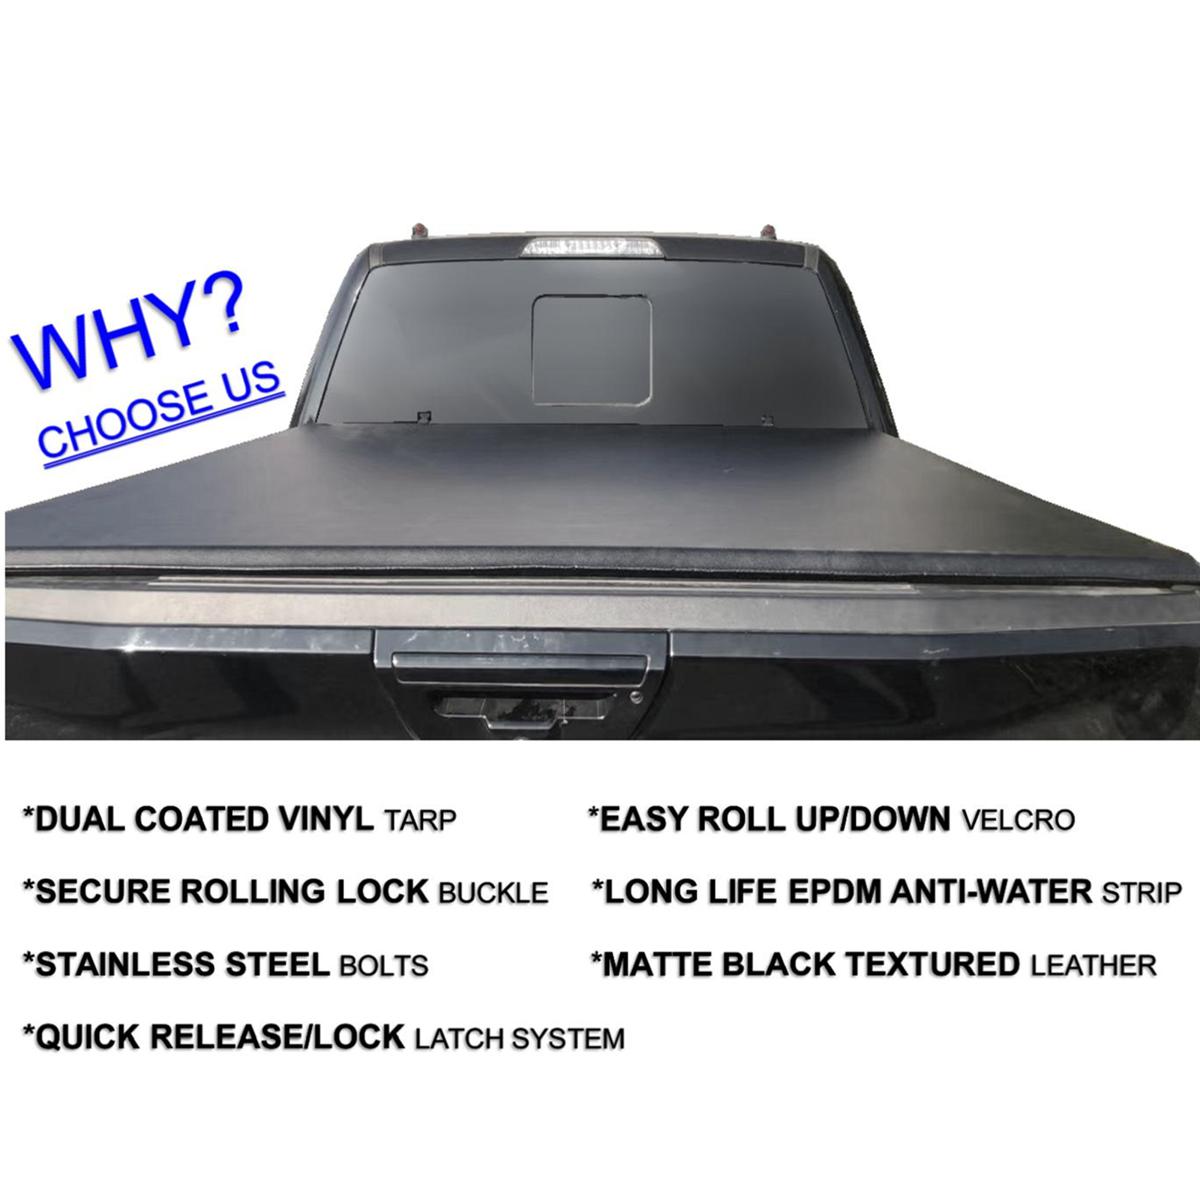 WHY?
CHOOSE US
*DUAL COATED VINYL TARP
*EASY ROLL UP/DOWN VELCRO
*SECURE ROLLING LOCK BUCKLE
*LONG LIFE EPDM ANTI-WATER STRIP
*STAINLESS STEEL BOLTS
*MATTE BLACK TEXTURED LEATHER
*QUICK RELEASE/LOCK LATCH SYSTEM